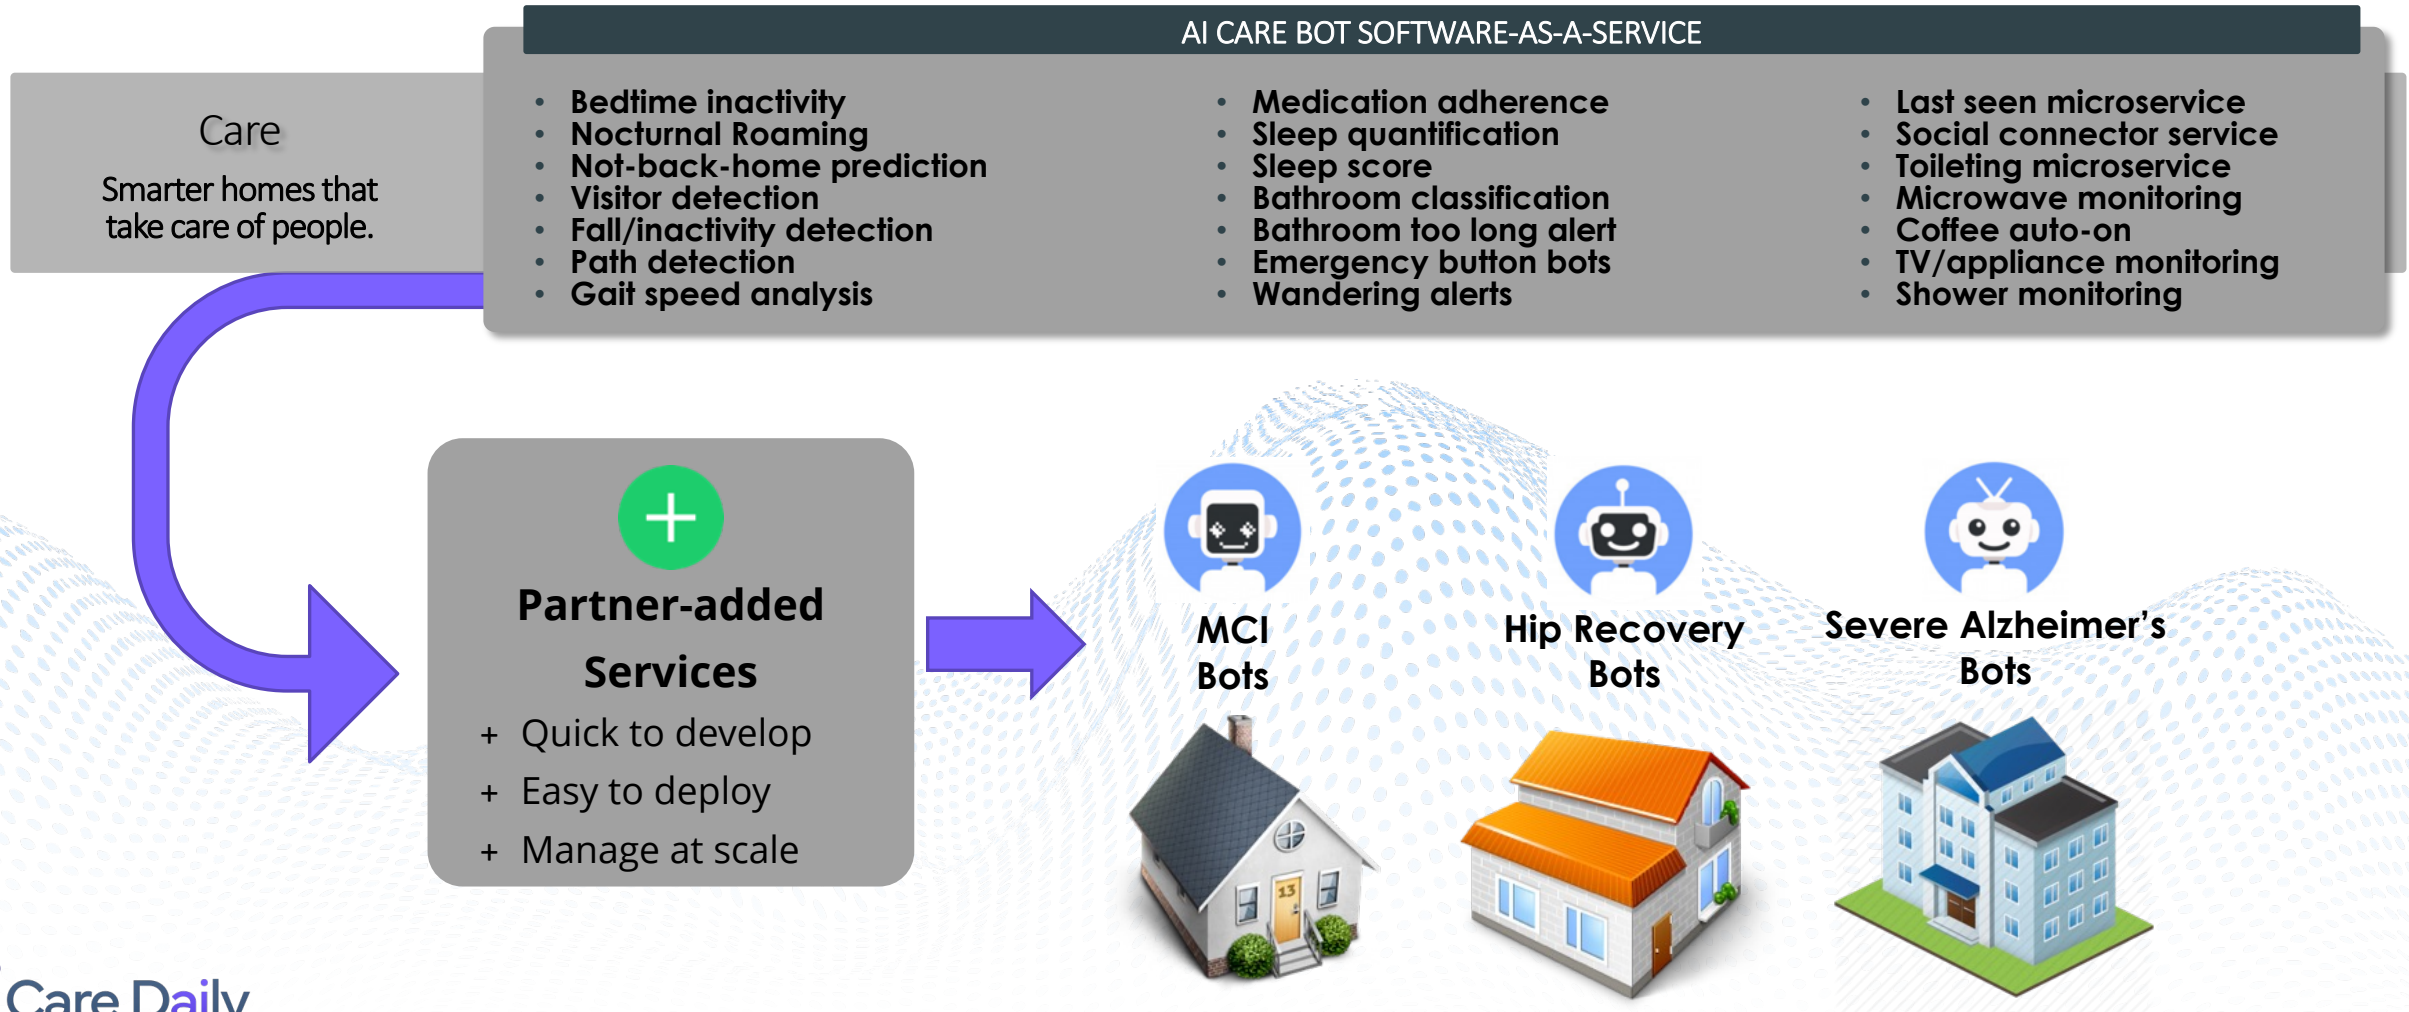 AI CARE BOT SOFTWARE-AS-A-SERVICE
Care
Smarter homes that
take care of people.
• Bedtime inactivity
• Nocturnal Roaming
• Not-back-home prediction
• Visitor detection
• Fall/inactivity detection
• Path detection
• Gait speed analysis
• Medication adherence
• Sleep quantification
• Sleep score
• Bathroom classification
• Bathroom too long alert
• Emergency button bots
• Wandering alerts
• Last seen microservice
• Social connector service
• Toileting microservice
• Microwave monitoring
• Coffee auto-on
• TV/appliance monitoring
• Shower monitoring
Partner-added
Services
+ Quick to develop
+ Easy to deploy
+ Manage at scale
MCI
Bots
Hip Recovery
Bots
Severe Alzheimer’s
Bots
13
Care Daily